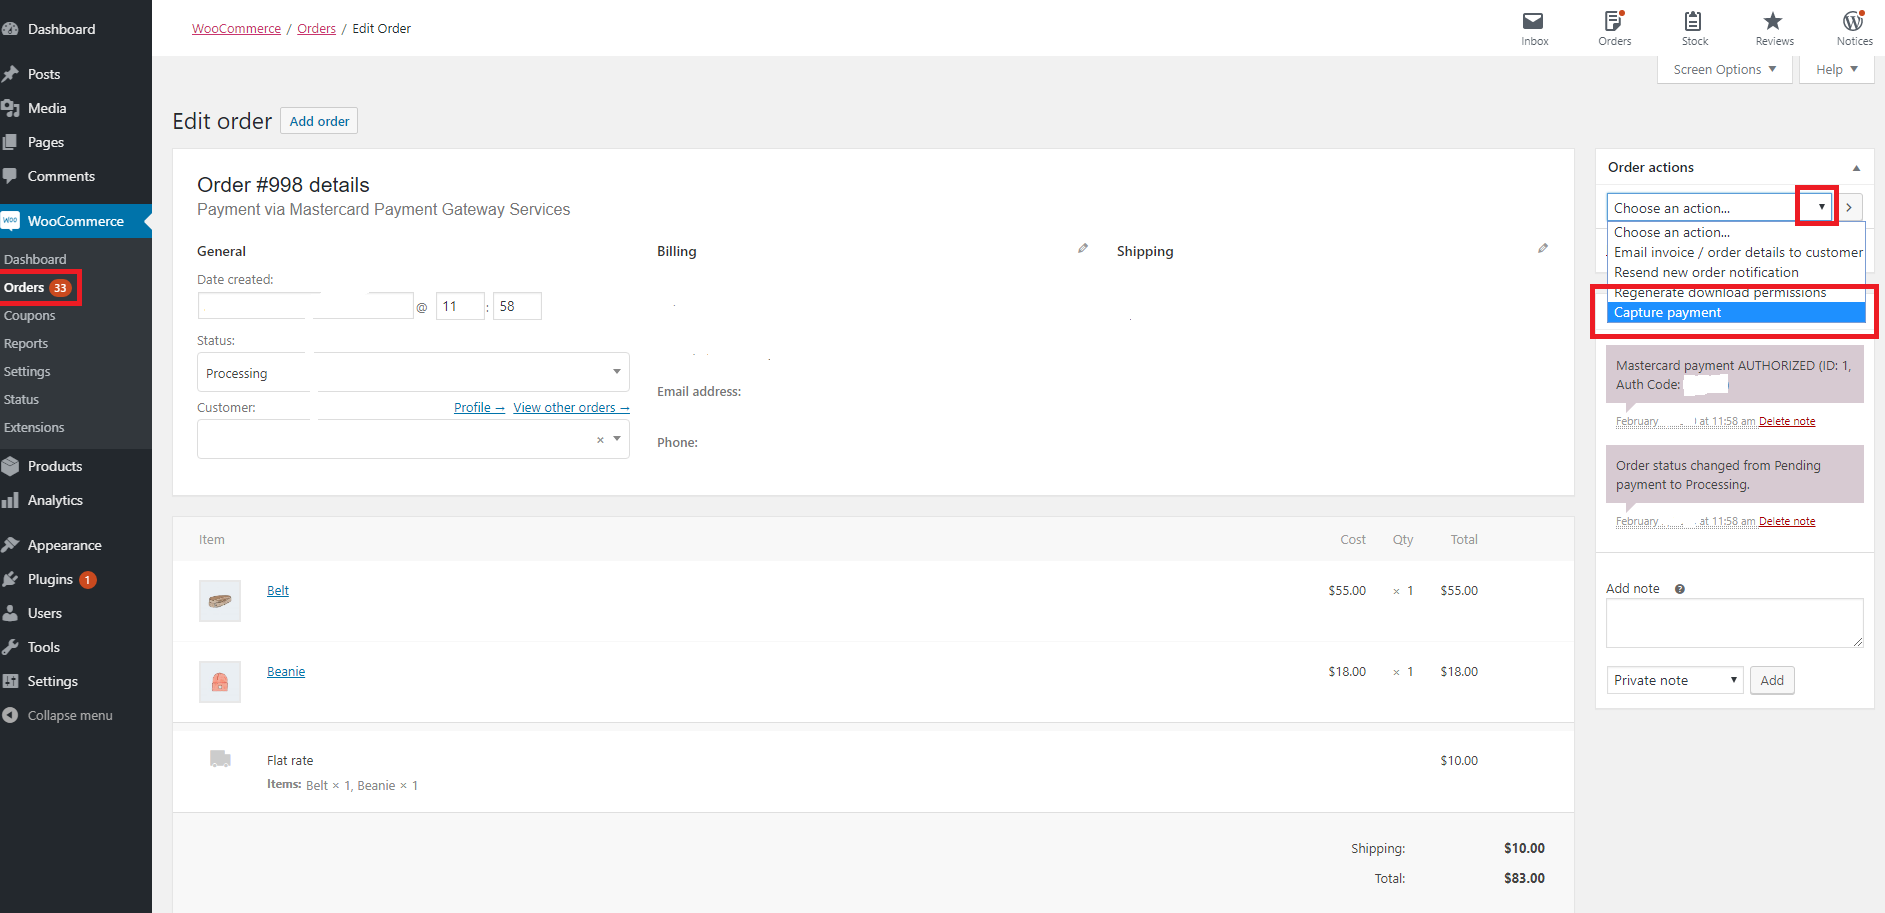 Dashboard
Posts
Media
Pages
Comments
WooCommerce
Dashboard
Orders 33
Coupons
Reports
Settings
Status
Extensions
Products
Analytics
Appearance
Plugins 1
Users
Tools
Settings
Collapse menu
WooCommerce / Orders / Edit Order
Inbox
Orders
Stock
Reviews
Notices
Screen Options ▼
Help ▼
Edit order
Add order
Order #998 details
Payment via Mastercard Payment Gateway Services
General
Date created:
@ 11 : 58
Status:
Processing
Customer:
Profile →
View other orders →
×
Billing
Email address:
Phone:
Shipping
Item Cost Qty Total
Belt $55.00 × 1 $55.00
Beanie $18.00 × 1 $18.00
Flat rate $10.00
Items: Belt × 1, Beanie × 1
Shipping: $10.00
Total: $83.00
Order actions
Choose an action...
Choose an action...
Email invoice / order details to customer
Resend new order notification
Regenerate download permissions
Capture payment
Mastercard payment AUTHORIZED (ID: 1,
Auth Code:
February at 11:58 am Delete note
Order status changed from Pending
payment to Processing.
February at 11:58 am Delete note
Add note
Private note
Add